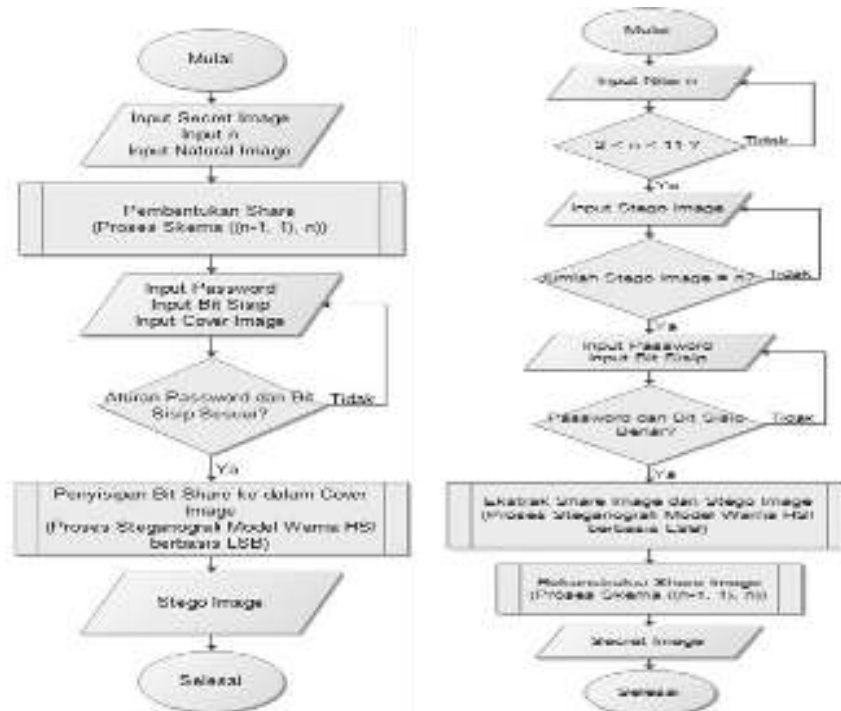 Mulai
Input Secret Image
Input n
Input Natural Image
Pembentukan Share
(Proses Skema ((n-1, 1), n))
Input Password
Input Bit Sisip
Input Cover Image
Aturan Password dan Bit
Sisip Sesuai?
Tidak
Ya
Penyisipan Bit Share ke dalam Cover
Image
(Proses Steganografi Model Warna HSI
berbasis LSB)
Stego Image
Selesai
Mulai
Input Nilai n
< n < 11 ?
Tidak
Ya
Input Stego Image
Jumlah Stego Image = n?
Tidak
Ya
Input Password
Input Bit Sisip
Password dan Bit Sisip
Benar?
Tidak
Ya
Ekstrak Share Image dari Stego Image
(Proses Steganografi Model Warna HSI
berbasis LSB)
Rekonstruksi Share Image
(Proses Skema ((n-1, 1), n))
Secret Image
Selesai